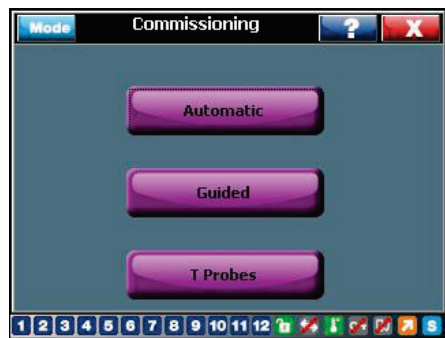 Mode Commissioning ? X
Automatic
Guided
T Probes
1 2 3 4 5 6 7 8 9 10 11 12 S